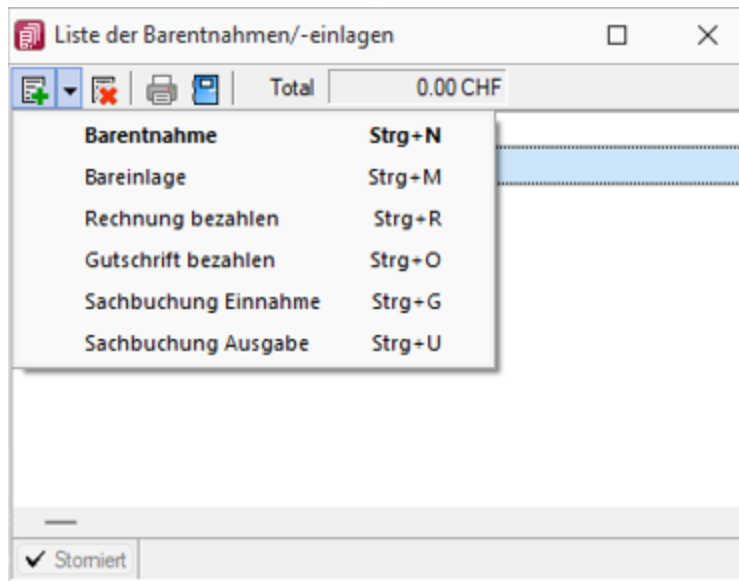 Liste der Barentnahmen/-einlagen
Total 0.00 CHF
Barentnahme Strg+N
Bareinlage Strg+M
Rechnung bezahlen Strg+R
Gutschrift bezahlen Strg+O
Sachbuchung Einnahme Strg+G
Sachbuchung Ausgabe Strg+U
Storniert